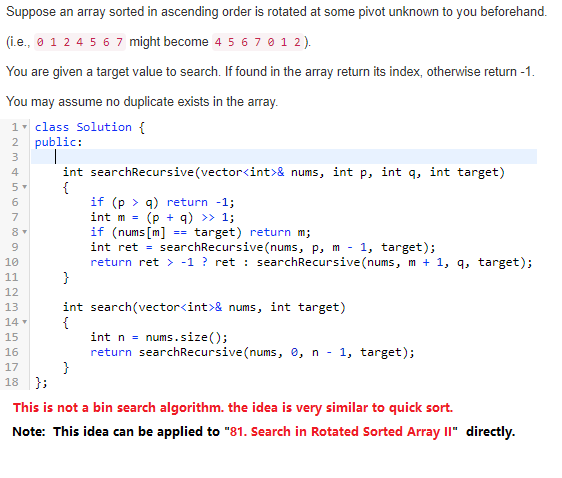 Suppose an array sorted in ascending order is rotated at some pivot unknown to you beforehand.
(i.e., 0 1 2 4 5 6 7 might become 4 5 6 7 0 1 2 ).
You are given a target value to search. If found in the array return its index, otherwise return -1.
You may assume no duplicate exists in the array.
1 class Solution {
2 public:
3
4 int searchRecursive(vector<int>& nums, int p, int q, int target)
5 {
6 if (p > q) return -1;
7 int m = (p + q) >> 1;
8 if (nums[m] == target) return m;
9 int ret = searchRecursive(nums, p, m - 1, target);
10 return ret > -1 ? ret : searchRecursive(nums, m + 1, q, target);
11 }
12
13 int search(vector<int>& nums, int target)
14 {
15 int n = nums.size();
16 return searchRecursive(nums, 0, n - 1, target);
17 }
18 };
This is not a bin search algorithm. the idea is very similar to quick sort.
Note: This idea can be applied to "81. Search in Rotated Sorted Array II" directly.